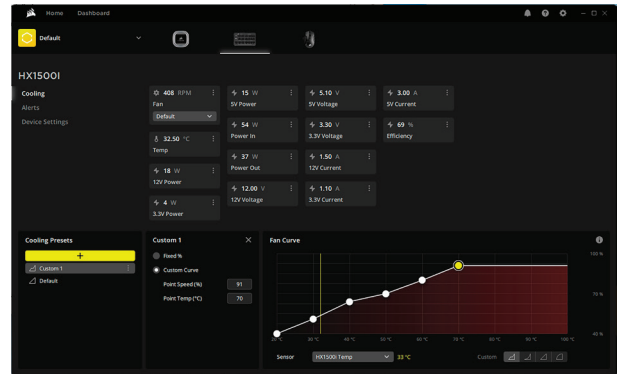 Home Dashboard
Default
HX1500I
Cooling
Alerts
Device Settings
408 RPM
Fan
Default
32.50 °C
Temp
18 W
12V Power
4 W
3.3V Power
15 W
5V Power
54 W
Power In
37 W
Power Out
12.00 V
12V Voltage
5.10 V
5V Voltage
3.30 V
3.3V Voltage
1.50 A
12V Current
1.10 A
3.3V Current
3.00 A
5V Current
69 %
Efficiency
Cooling Presets
+
Custom 1
Default
Custom 1
Fixed %
Custom Curve
Point Speed (%) 91
Point Temp (°C) 70
Fan Curve
100 %
70 %
40 %
20 °C 30 °C 40 °C 50 °C 60 °C 70 °C 80 °C 90 °C 100 °C
Sensor HX1500i Temp 33 °C Custom